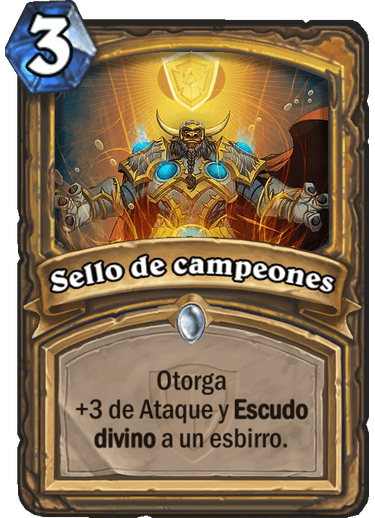 3
Sello de campeones
Otorga
+3 de Ataque y Escudo
divino a un esbirro.